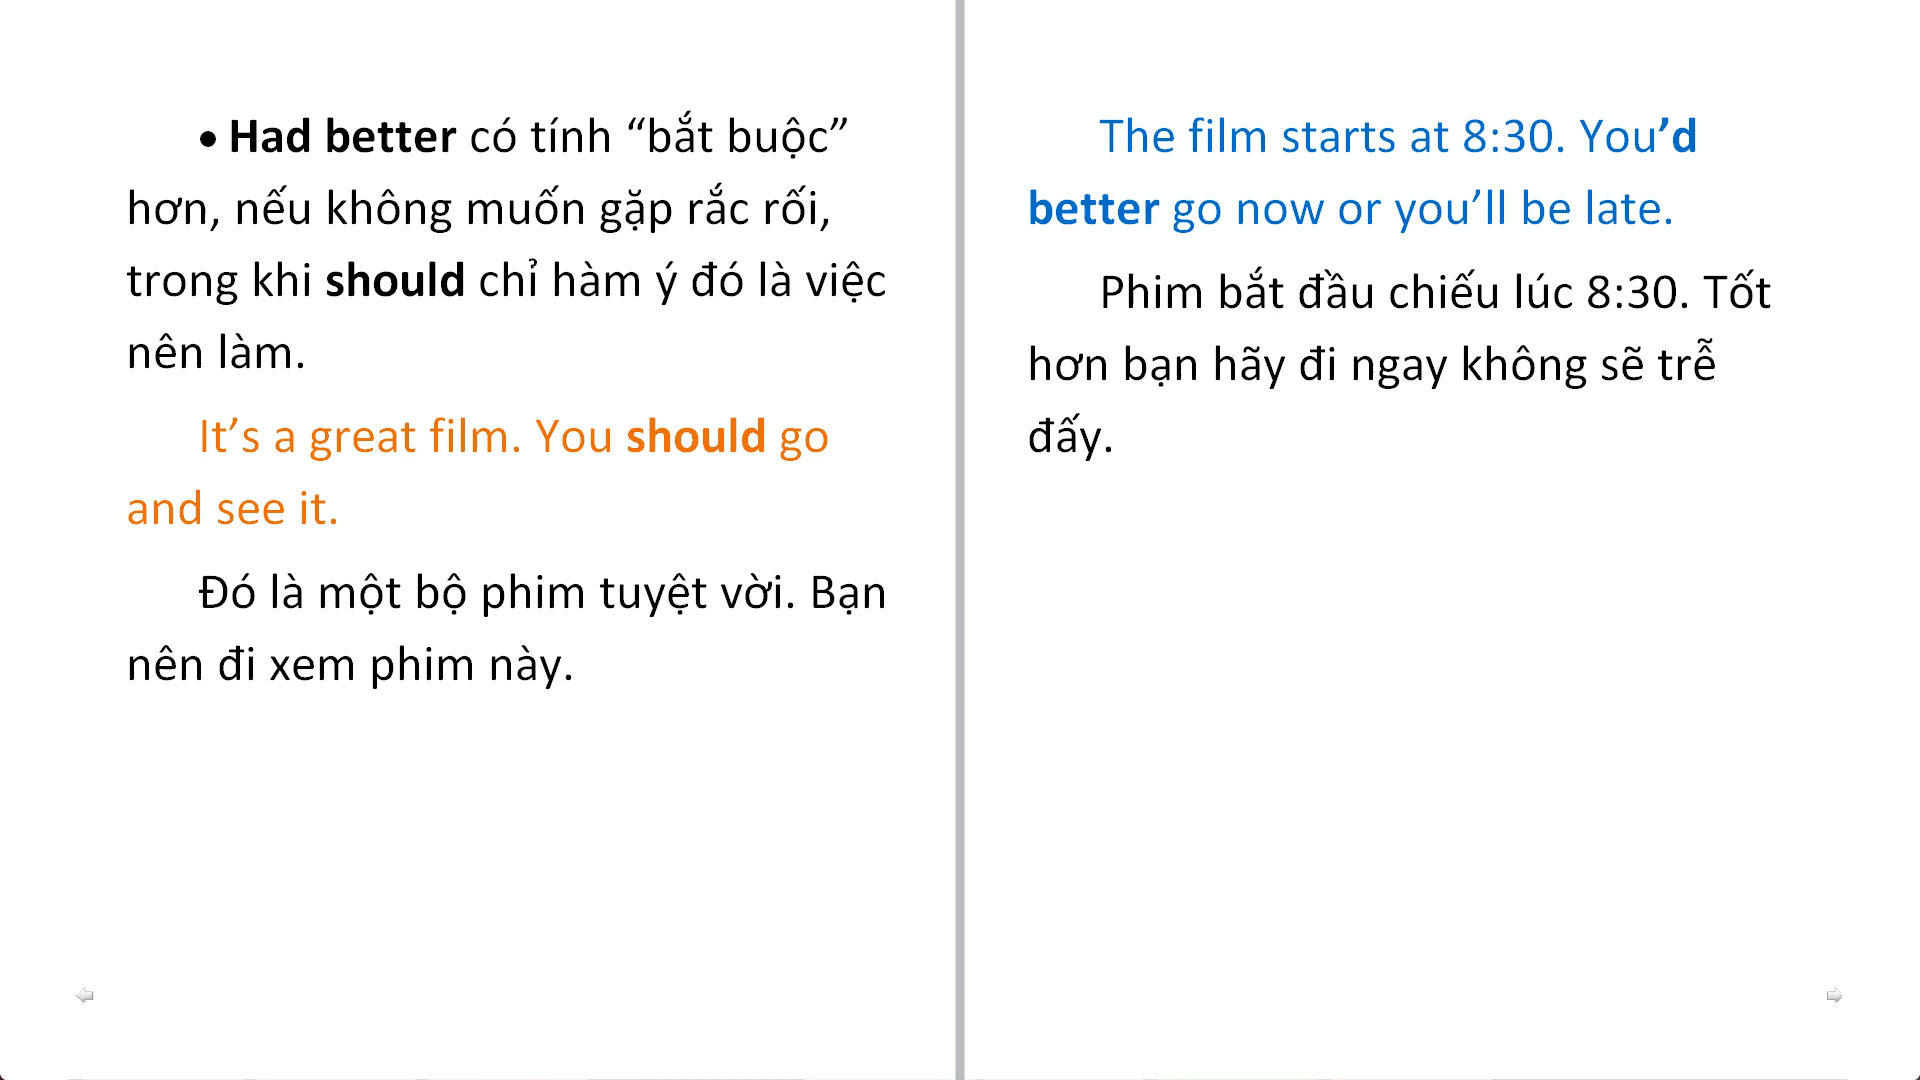 • Had better có tính “bắt buộc”
hơn, nếu không muốn gặp rắc rối,
trong khi should chỉ hàm ý đó là việc
nên làm.
It’s a great film. You should go
and see it.
Đó là một bộ phim tuyệt vời. Bạn
nên đi xem phim này.
The film starts at 8:30. You’d
better go now or you’ll be late.
Phim bắt đầu chiếu lúc 8:30. Tốt
hơn bạn hãy đi ngay không sẽ trễ
đấy.